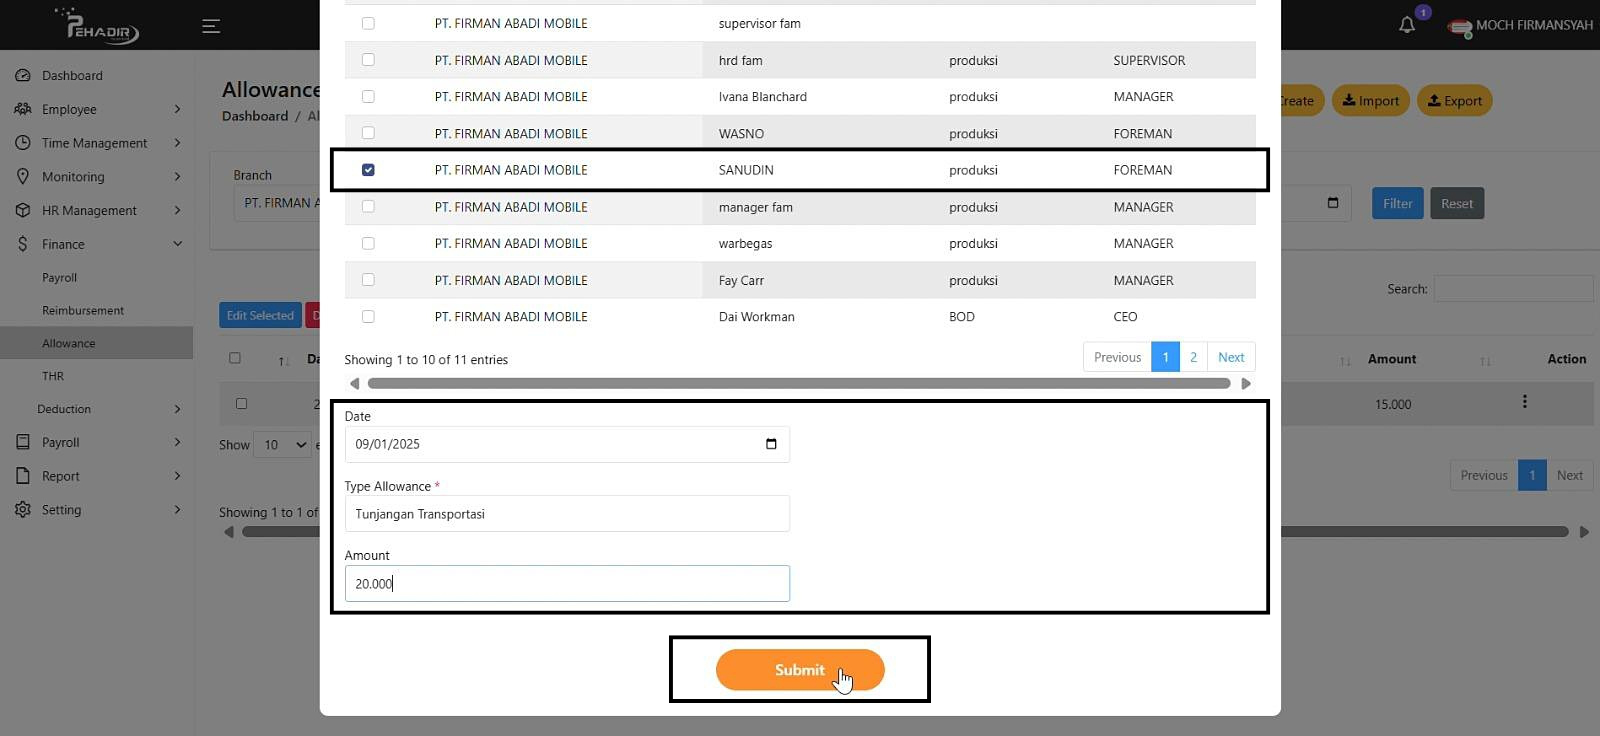 PEHADIR
1
MOCH FIRMANSYAH
Dashboard
Employee
Time Management
Monitoring
HR Management
Finance
Payroll
Reimbursement
Allowance
THR
Deduction
Payroll
Report
Setting
Allowance
Dashboard / Al
Create
Import
Export
Branch
PT. FIRMAN A
Filter
Reset
Search:
Edit Selected
D
Da
Amount
Action
2
15.000
Show 10 e
Previous 1 Next
Showing 1 to 1 of
PT. FIRMAN ABADI MOBILE supervisor fam
PT. FIRMAN ABADI MOBILE hrd fam produksi SUPERVISOR
PT. FIRMAN ABADI MOBILE Ivana Blanchard produksi MANAGER
PT. FIRMAN ABADI MOBILE WASNO produksi FOREMAN
PT. FIRMAN ABADI MOBILE SANUDIN produksi FOREMAN
PT. FIRMAN ABADI MOBILE manager fam produksi MANAGER
PT. FIRMAN ABADI MOBILE warbegas produksi MANAGER
PT. FIRMAN ABADI MOBILE Fay Carr produksi MANAGER
PT. FIRMAN ABADI MOBILE Dai Workman BOD CEO
Showing 1 to 10 of 11 entries
Previous 1 2 Next
Date
09/01/2025
Type Allowance *
Tunjangan Transportasi
Amount
20.000
Submit